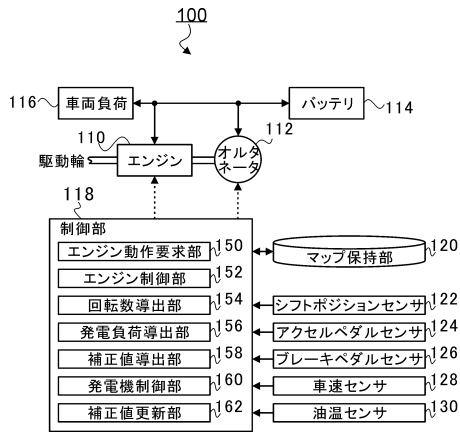 100
116 車両負荷
バッテリ 114
110
112
駆動輪 エンジン
オルタ
ネータ
118
制御部
エンジン動作要求部 150
マップ保持部 120
エンジン制御部 152
回転数導出部 154
シフトポジションセンサ 122
発電負荷導出部 156
アクセルペダルセンサ 124
補正値導出部 158
ブレーキペダルセンサ 126
発電機制御部 160
車速センサ 128
補正値更新部 162
油温センサ 130